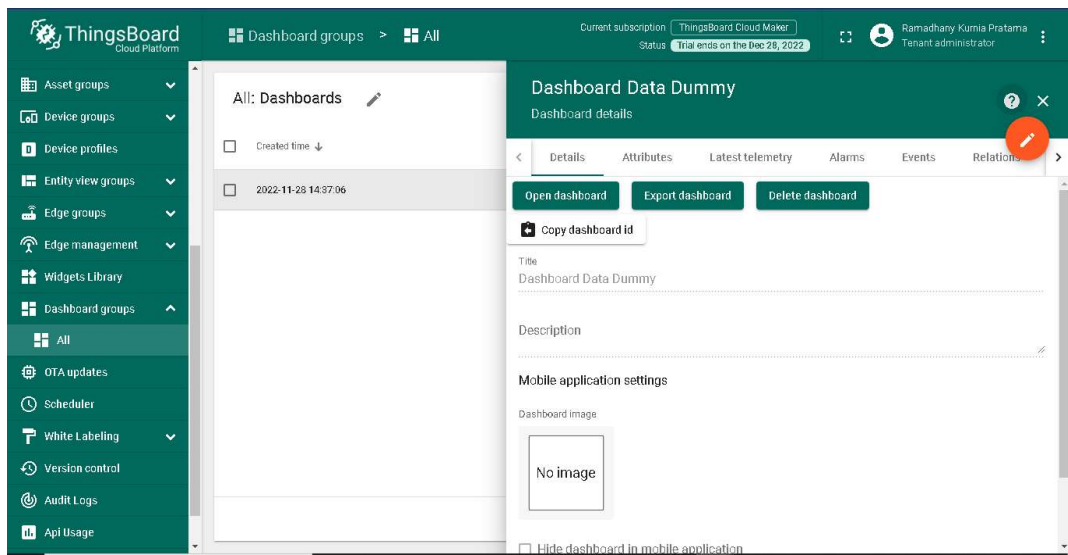 ThingsBoard
Cloud Platform
Dashboard groups > All
Current subscription ThingsBoard Cloud Maker
Status Trial ends on the Dec 28, 2022
Ramadhany Kurnia Pratama
Tenant administrator
Asset groups
Device groups
Device profiles
Entity view groups
Edge groups
Edge management
Widgets Library
Dashboard groups
All
OTA updates
Scheduler
White Labeling
Version control
Audit Logs
Api Usage
All: Dashboards
Created time
2022-11-28 14:37:06
Dashboard Data Dummy
Dashboard details
Details Attributes Latest telemetry Alarms Events Relations
Open dashboard Export dashboard Delete dashboard
Copy dashboard id
Title
Dashboard Data Dummy
Description
Mobile application settings
Dashboard image
No image
Hide dashboard in mobile application